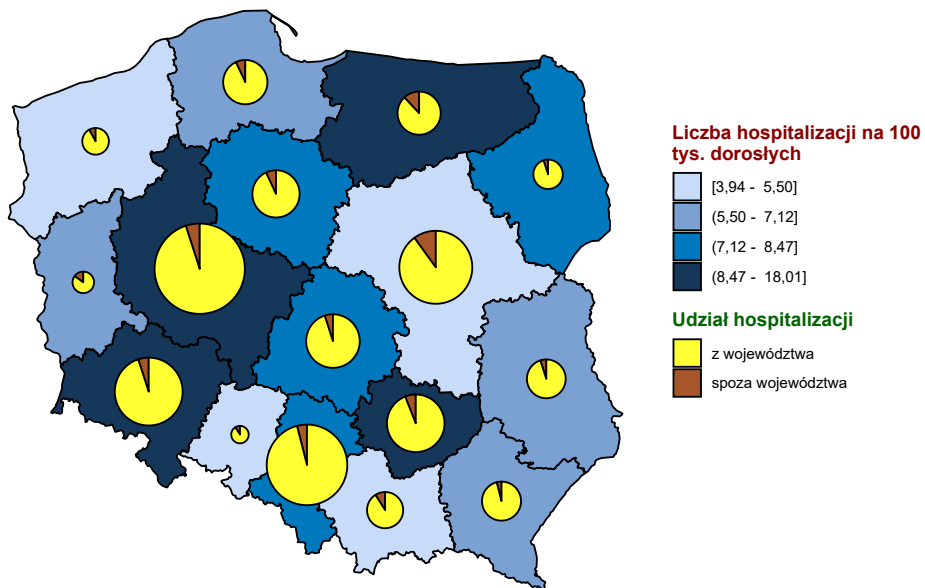 Liczba hospitalizacji na 100
tys. dorosłych
[3,94 - 5,50]
(5,50 - 7,12]
(7,12 - 8,47]
(8,47 - 18,01]
Udział hospitalizacji
z województwa
spoza województwa